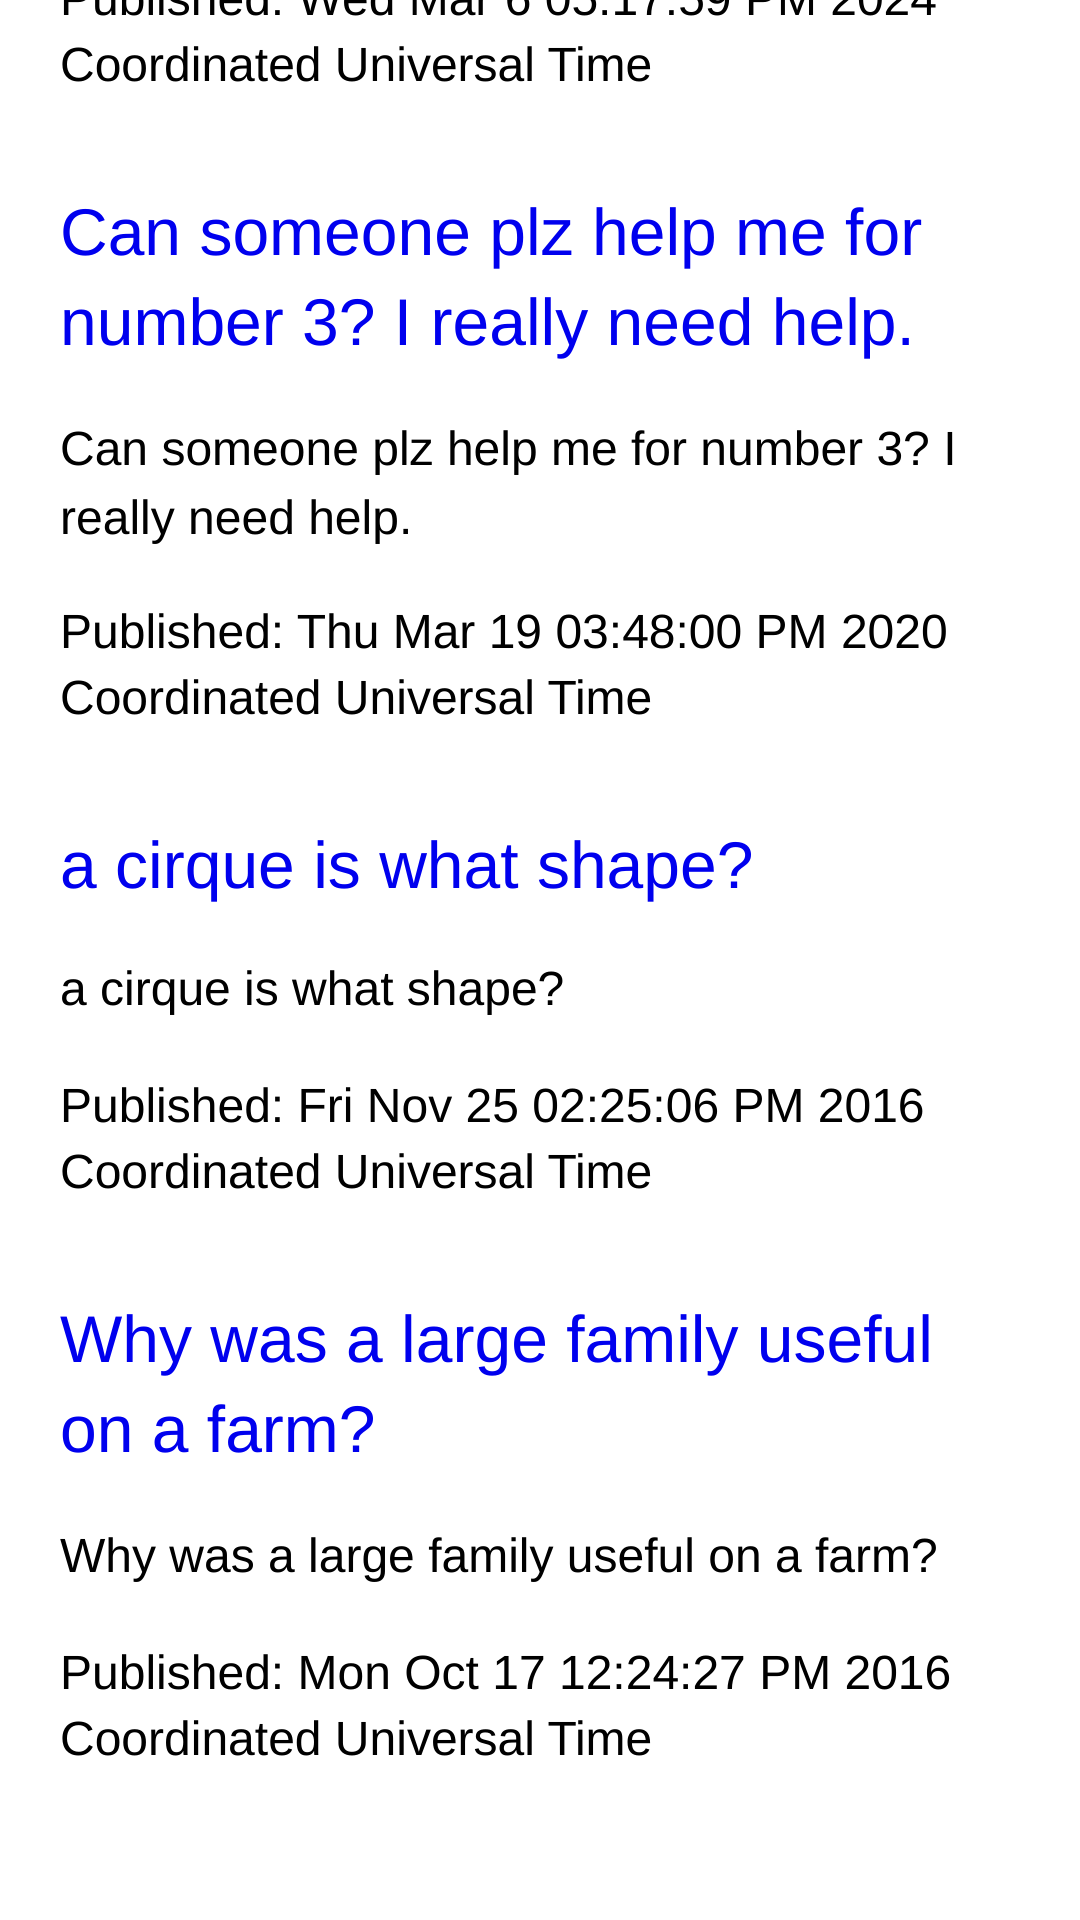 Published: Wed Mar 6 05:17:59 PM 2024
Coordinated Universal Time
Can someone plz help me for
number 3? I really need help.
Can someone plz help me for number 3? I
really need help.
Published: Thu Mar 19 03:48:00 PM 2020
Coordinated Universal Time
a cirque is what shape?
a cirque is what shape?
Published: Fri Nov 25 02:25:06 PM 2016
Coordinated Universal Time
Why was a large family useful
on a farm?
Why was a large family useful on a farm?
Published: Mon Oct 17 12:24:27 PM 2016
Coordinated Universal Time